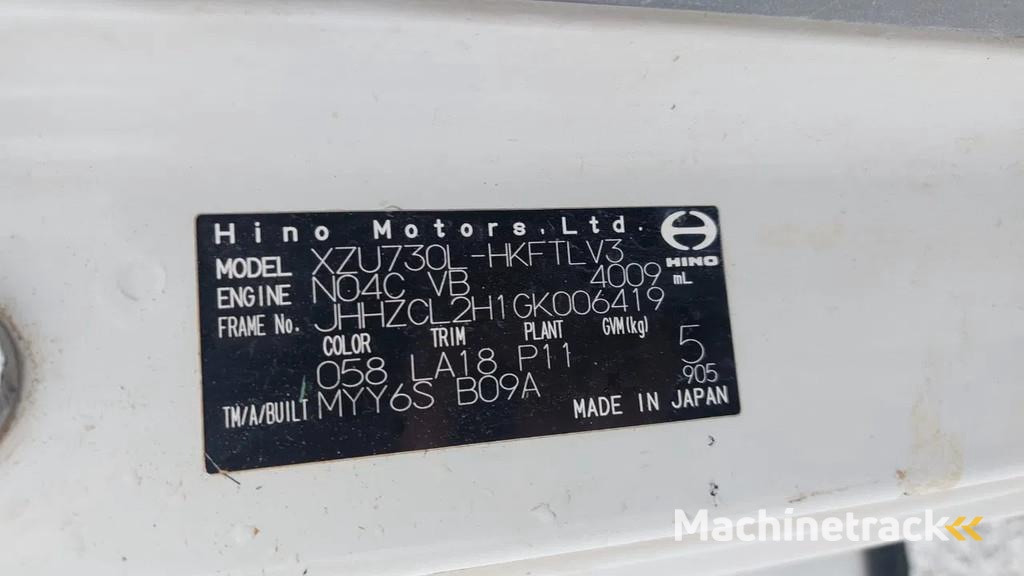 Hino Motors,Ltd.
HINO
MODEL XZU730L-HKFTLV3
ENGINE N04C VB 4009 mL
FRAME No. JHHZCL2H1GK006419
COLOR TRIM PLANT GVM(kg)
058 LA18 P11 5
905
TM/A/BUILT MYY6S B09A
MADE IN JAPAN
Machinetrack